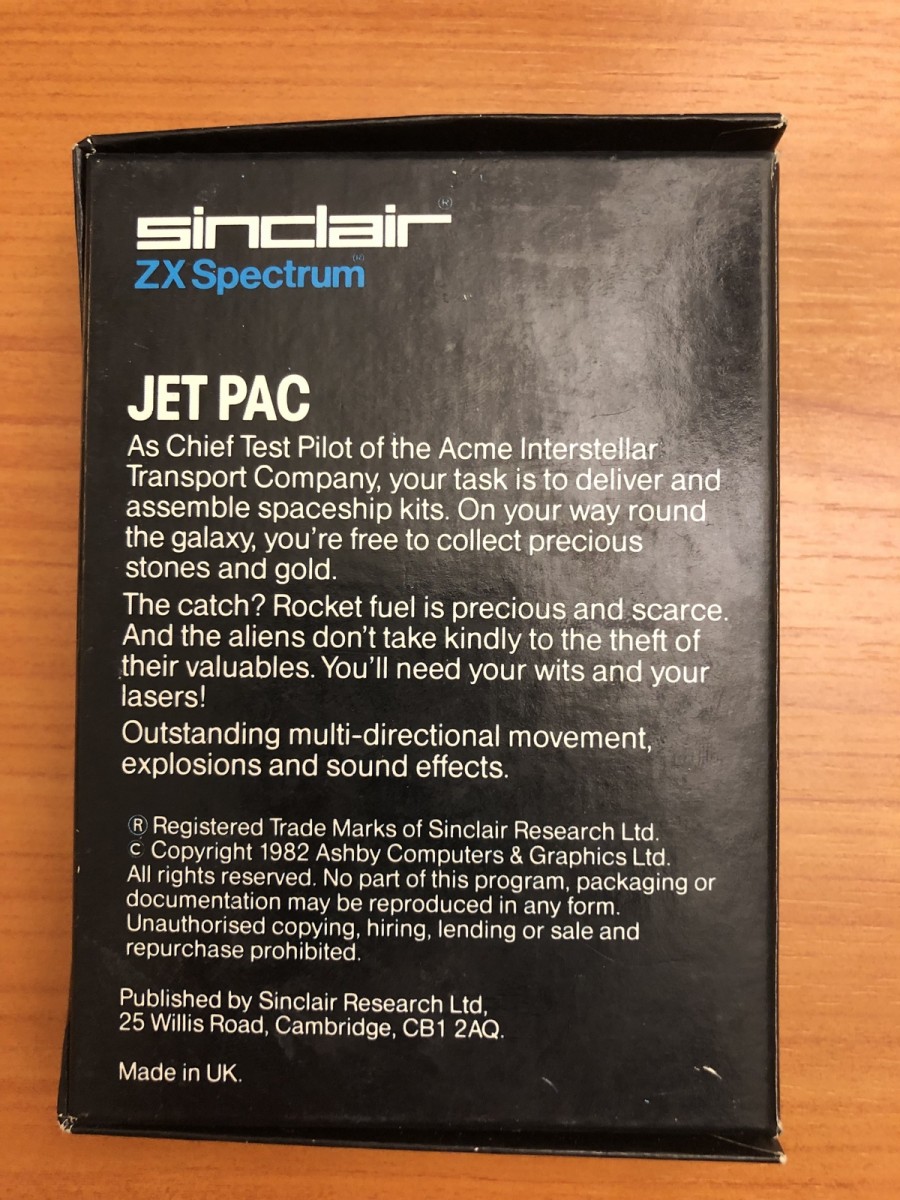 sinclair®
ZX Spectrum™
JET PAC
As Chief Test Pilot of the Acme Interstellar
Transport Company, your task is to deliver and
assemble spaceship kits. On your way round
the galaxy, you're free to collect precious
stones and gold.
The catch? Rocket fuel is precious and scarce.
And the aliens don't take kindly to the theft of
their valuables. You'll need your wits and your
lasers!
Outstanding multi-directional movement,
explosions and sound effects.
® Registered Trade Marks of Sinclair Research Ltd.
© Copyright 1982 Ashby Computers & Graphics Ltd.
All rights reserved. No part of this program, packaging or
documentation may be reproduced in any form.
Unauthorised copying, hiring, lending or sale and
repurchase prohibited.
Published by Sinclair Research Ltd,
25 Willis Road, Cambridge, CB1 2AQ.
Made in UK.